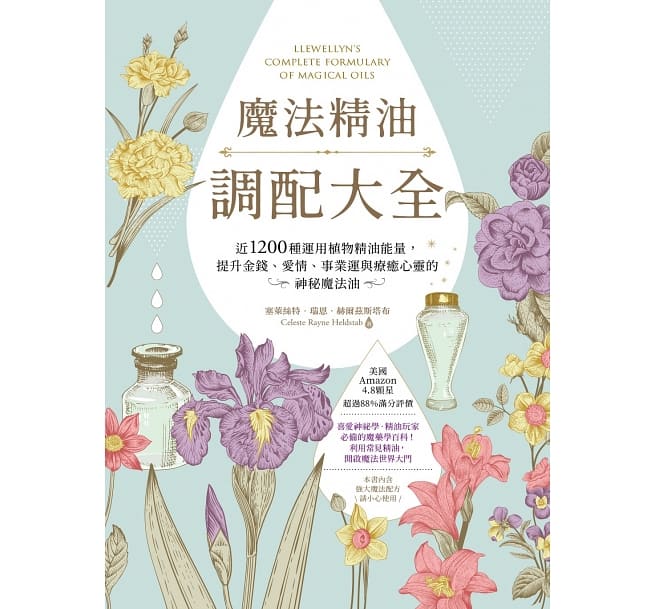 LLEWELLYN'S
COMPLETE FORMULARY
OF MAGICAL OILS
魔法精油
調配大全
近1200種運用植物精油能量，
提升金錢、愛情、事業運與療癒心靈的
神秘魔法油
塞萊絲特．瑞恩．赫爾茲斯塔布
Celeste Rayne Heldstab 著
美國
Amazon
4.8顆星
超過88%滿分評價
喜愛神祕學、精油玩家
必備的魔藥學百科！
利用常見精油，
開啟魔法世界大門
本書內含
強大魔法配方
\ 請小心使用 /